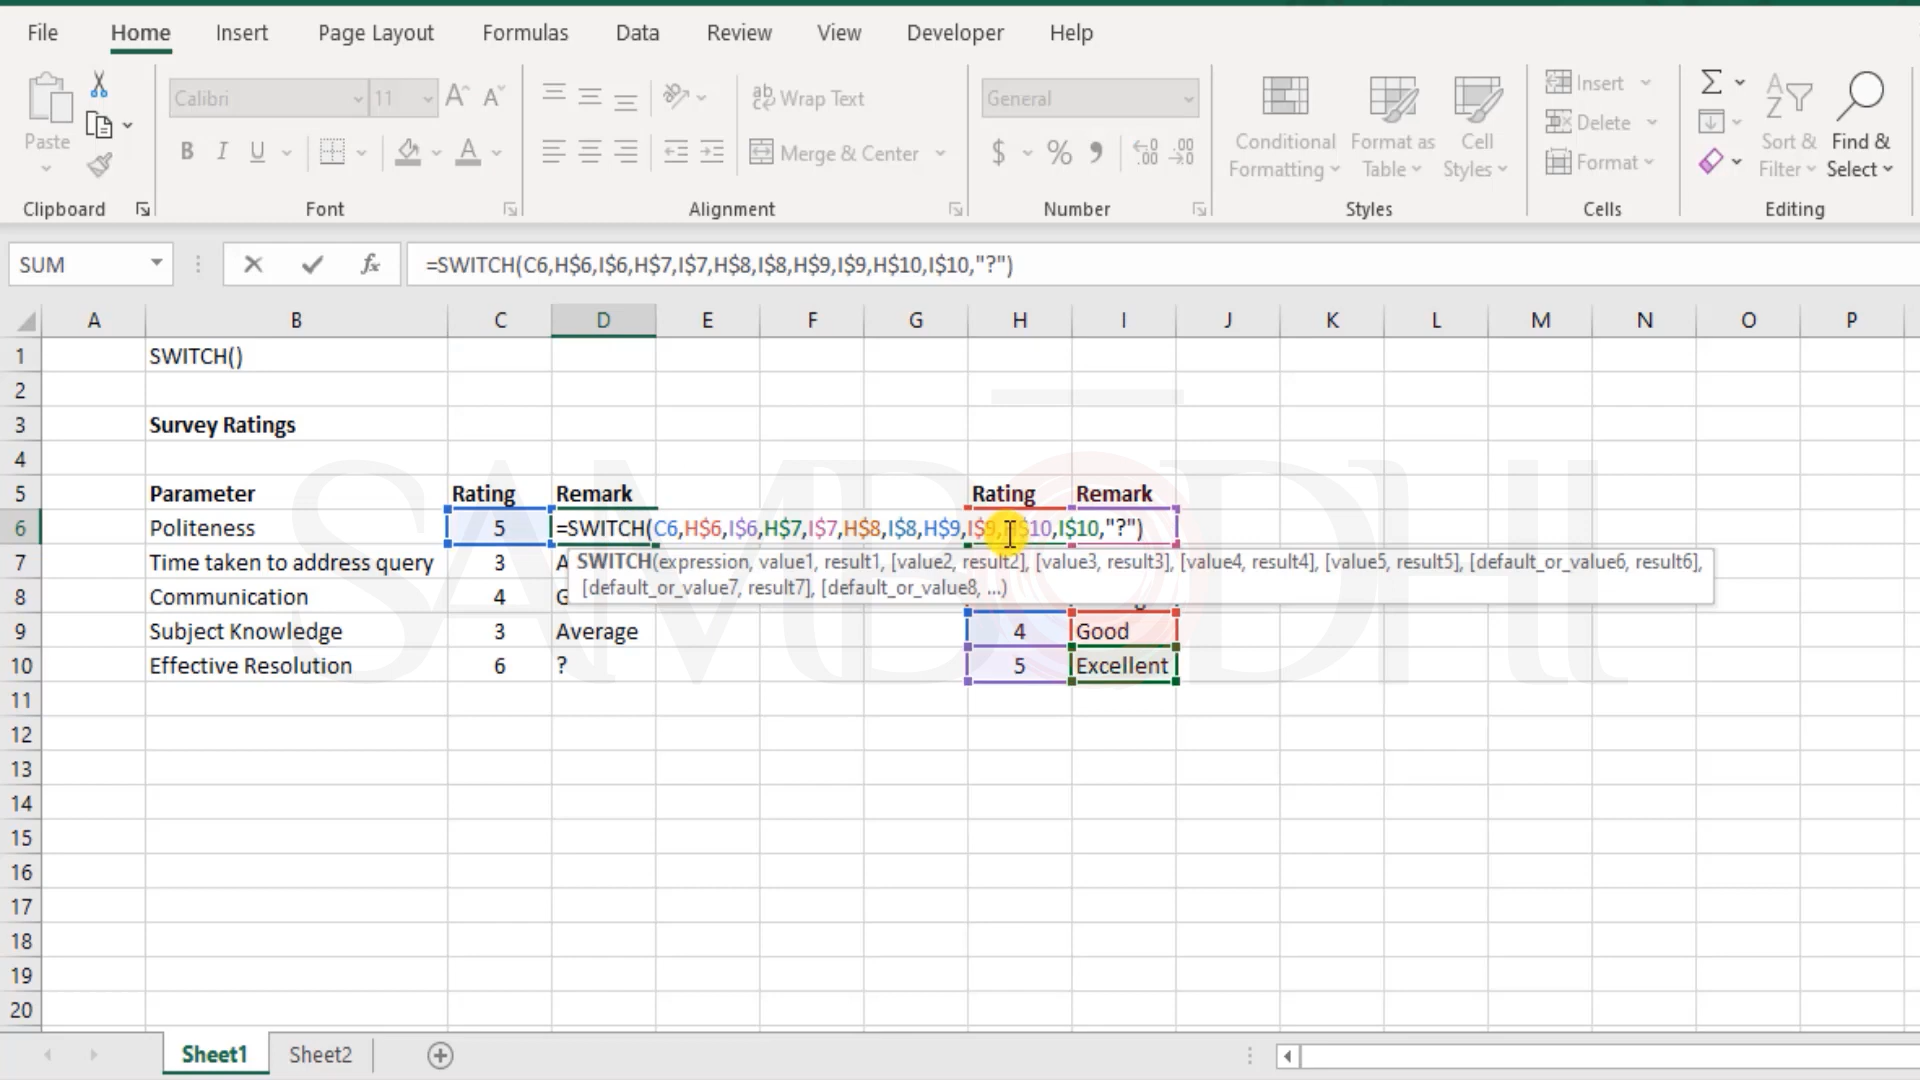 File Home Insert Page Layout Formulas Data Review View Developer Help
Calibri 11 A A ab Wrap Text General Insert Σ A Z
Paste B I U A Merge & Center $ % Conditional Formatting Format as Table Cell Styles Delete Format Sort & Filter Find & Select
Clipboard Font Alignment Number Styles Cells Editing
SUM fx =SWITCH(C6,H$6,I$6,H$7,I$7,H$8,I$8,H$9,I$9,H$10,I$10,"?")
A B C D E F G H I J K L M N O P
1 SWITCH()
2
3 Survey Ratings
4
5 Parameter Rating Remark Rating Remark
6 Politeness 5 =SWITCH(C6,H$6,I$6,H$7,I$7,H$8,I$8,H$9,I$9,H$10,I$10,"?")
7 Time taken to address query 3 A SWITCH(expression, value1, result1, [value2, result2], [value3, result3], [value4, result4], [value5, result5], [default_or_value6, result6],
8 Communication 4 G [default_or_value7, result7], [default_or_value8, ...)
9 Subject Knowledge 3 Average 4 Good
10 Effective Resolution 6 ? 5 Excellent
11
12
13
14
15
16
17
18
19
20
SAMBODHI
Sheet1 Sheet2